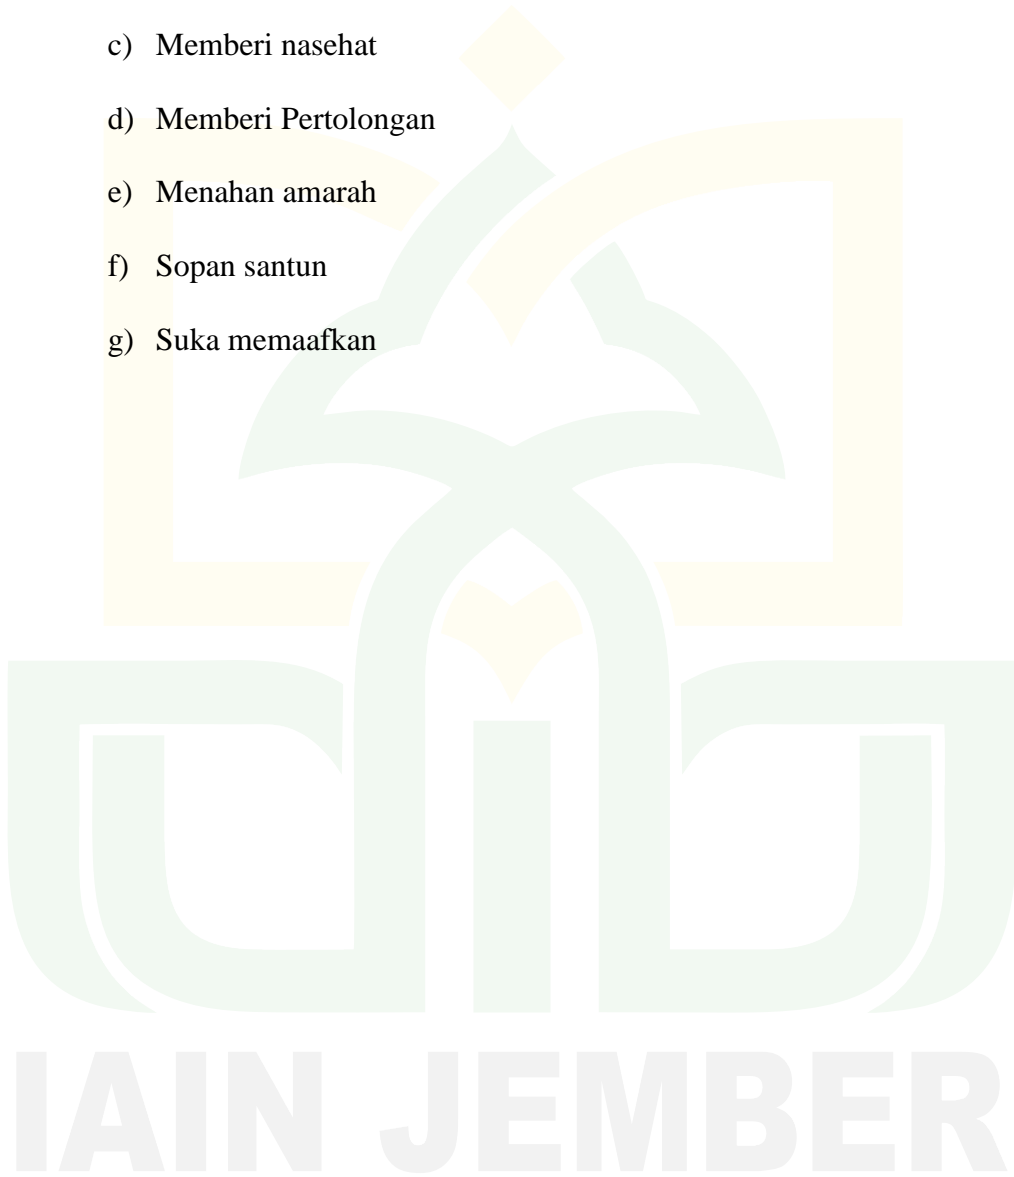 c) Memberi nasehat
d) Memberi Pertolongan
e) Menahan amarah
f) Sopan santun
g) Suka memaafkan
IAIN JEMBER